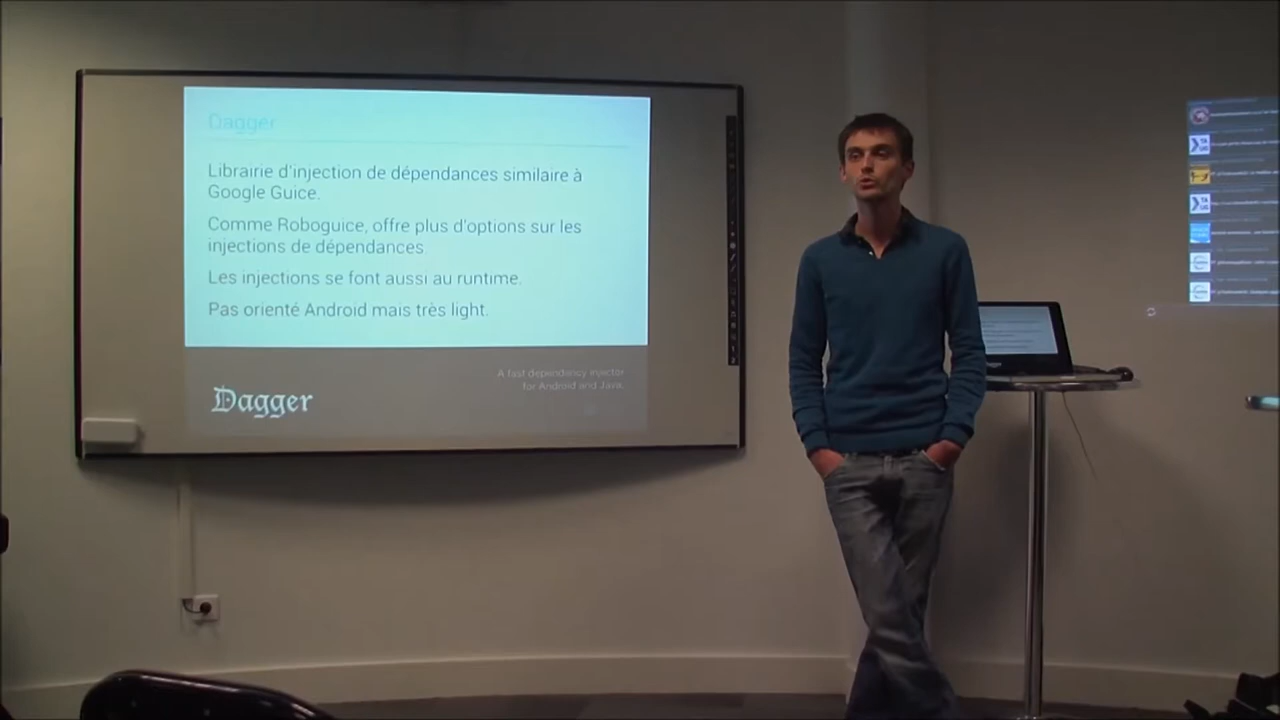 Dagger
Librairie d'injection de dépendances similaire à
Google Guice.
Comme Roboguice, offre plus d'options sur les
injections de dépendances.
Les injections se font aussi au runtime.
Pas orienté Android mais très light.
A fast dependency injector
for Android and Java.
Dagger